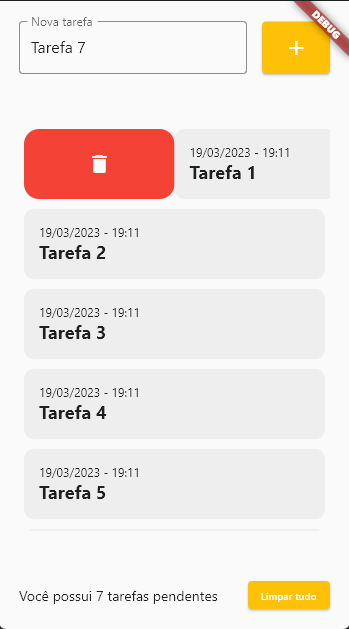 Nova tarefa
Tarefa 7
+
DEBUG
19/03/2023 - 19:11
Tarefa 1
19/03/2023 - 19:11
Tarefa 2
19/03/2023 - 19:11
Tarefa 3
19/03/2023 - 19:11
Tarefa 4
19/03/2023 - 19:11
Tarefa 5
Você possui 7 tarefas pendentes
Limpar tudo